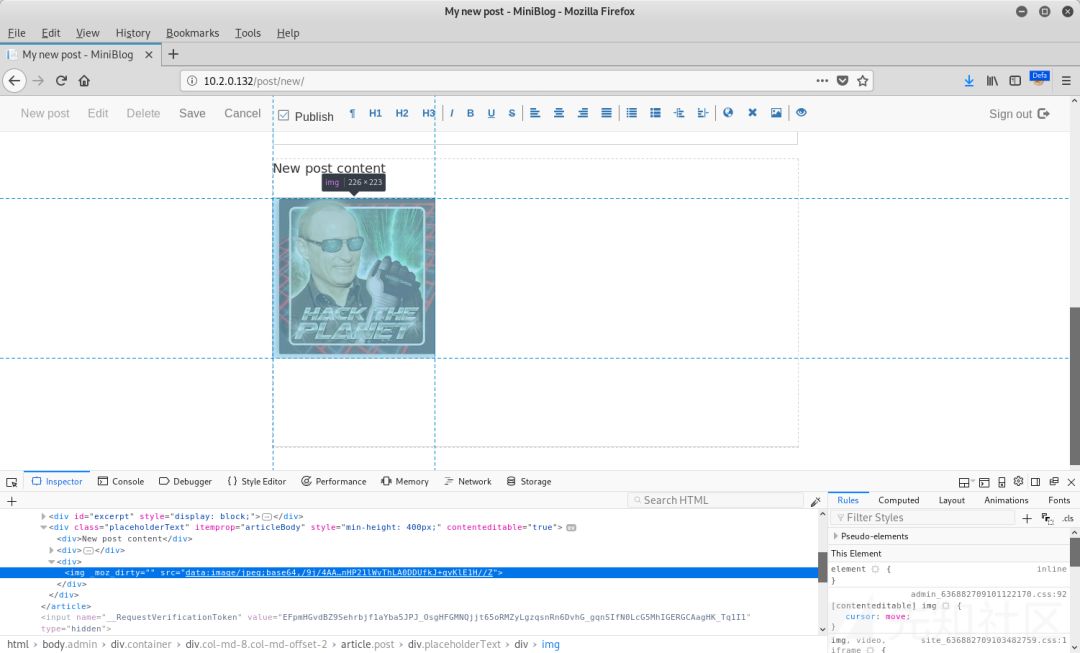 My new post - MiniBlog - Mozilla Firefox
File Edit View History Bookmarks Tools Help
My new post - MiniBlog
10.2.0.132/post/new/
Defa
New post Edit Delete Save Cancel Publish ¶ H1 H2 H3 I B U S Sign out
New post content
img 226 × 223
HACK THE
PLANET
Inspector Console Debugger Style Editor Performance Memory Network Storage
Search HTML
Rules Computed Layout Animations Fonts
Filter Styles
.cls
<div id="excerpt" style="display: block;"></div>
<div class="placeholderText" itemprop="articleBody" style="min-height: 400px;" contenteditable="true"> ev
<div>New post content</div>
<div></div>
<div>
<img _moz_dirty="" src="data:image/jpeg;base64,/9j/4AA…nHP21lWvThLA0DDUfkJ+gvKlE1H//Z">
</div>
</div>
</article>
<input name="__RequestVerificationToken" type="hidden">
Pseudo-elements
This Element
element { inline
}
admin_636882709101122170.css:92
[contenteditable] img {
cursor: move;
}
img, video, site_636882709103482759.css:1
iframe {
html body.admin div.container div.col-md-8.col-md-offset-2 article.post div.placeholderText div img
先知社区